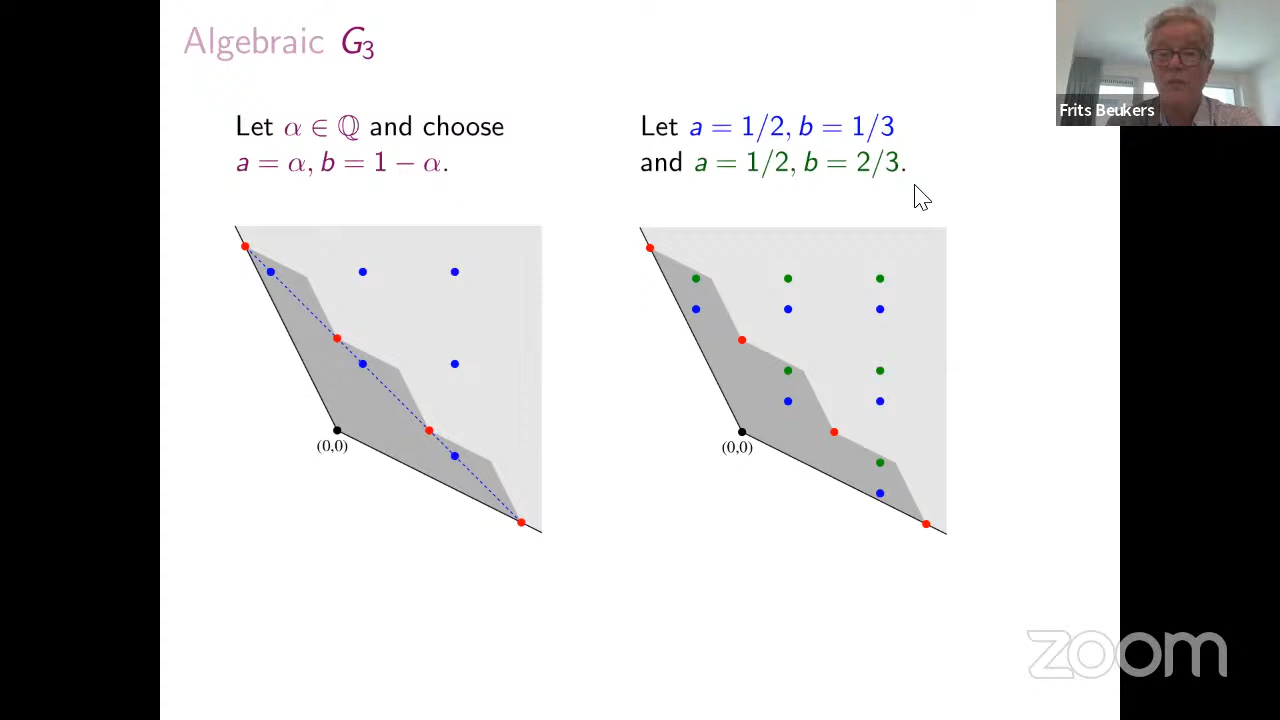 Algebraic G₃
Frits Beukers
Let α ∈ ℚ and choose
a = α, b = 1 − α.
Let a = 1/2, b = 1/3
and a = 1/2, b = 2/3.
(0,0)
(0,0)
zoom